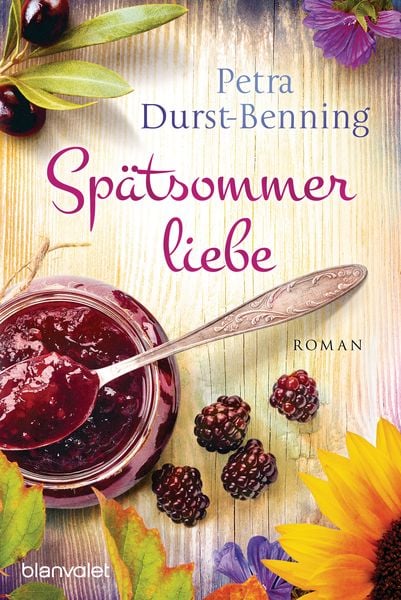 Petra
Durst-Benning
Spätsommer
liebe
ROMAN
blanvalet